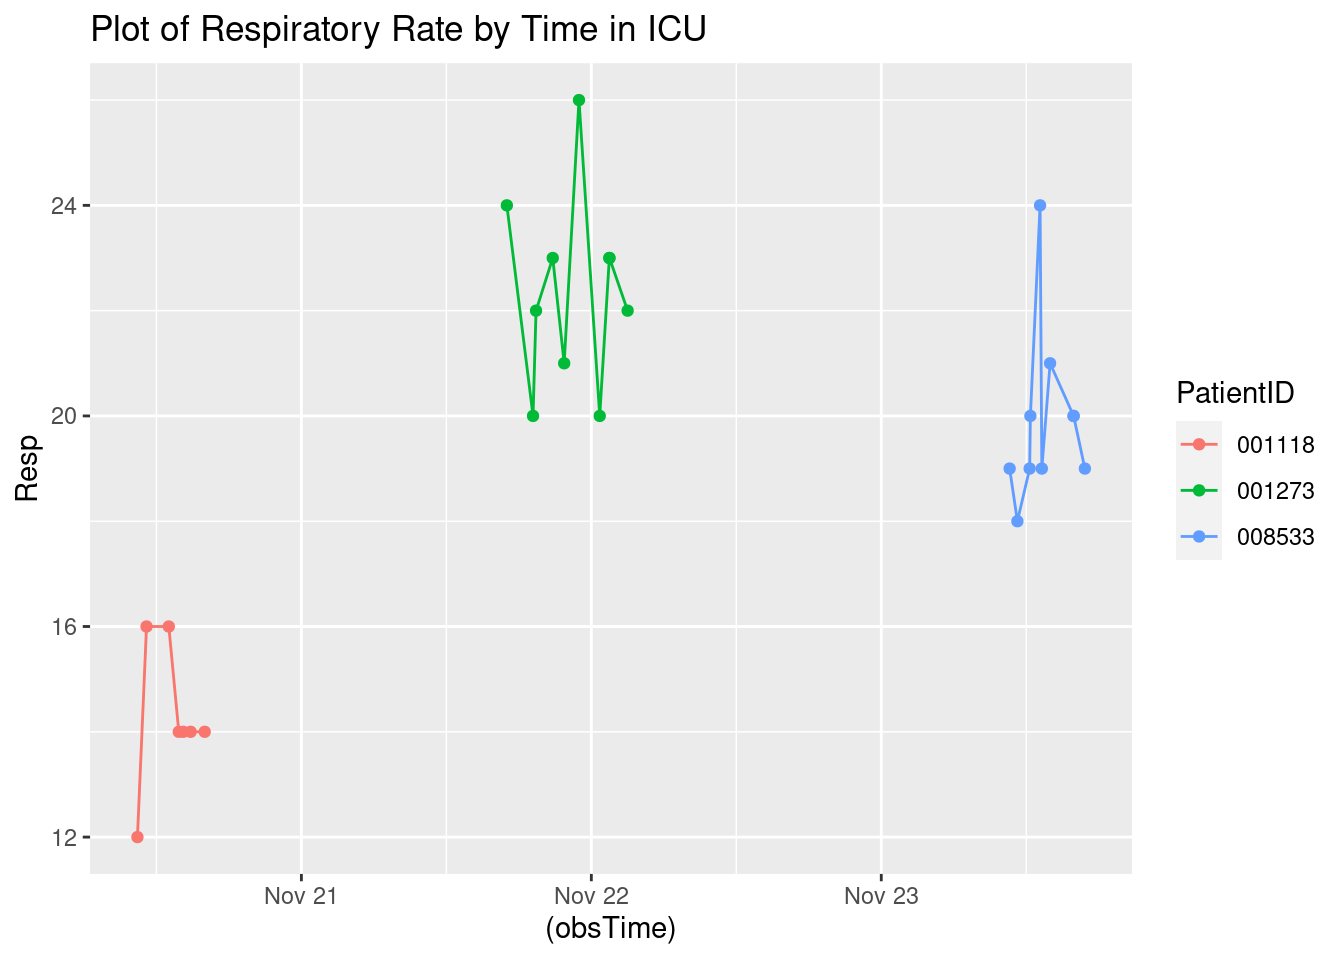 Plot of Respiratory Rate by Time in ICU
24
20
16
12
Resp
Nov 21
Nov 22
Nov 23
(obsTime)
PatientID
001118
001273
008533